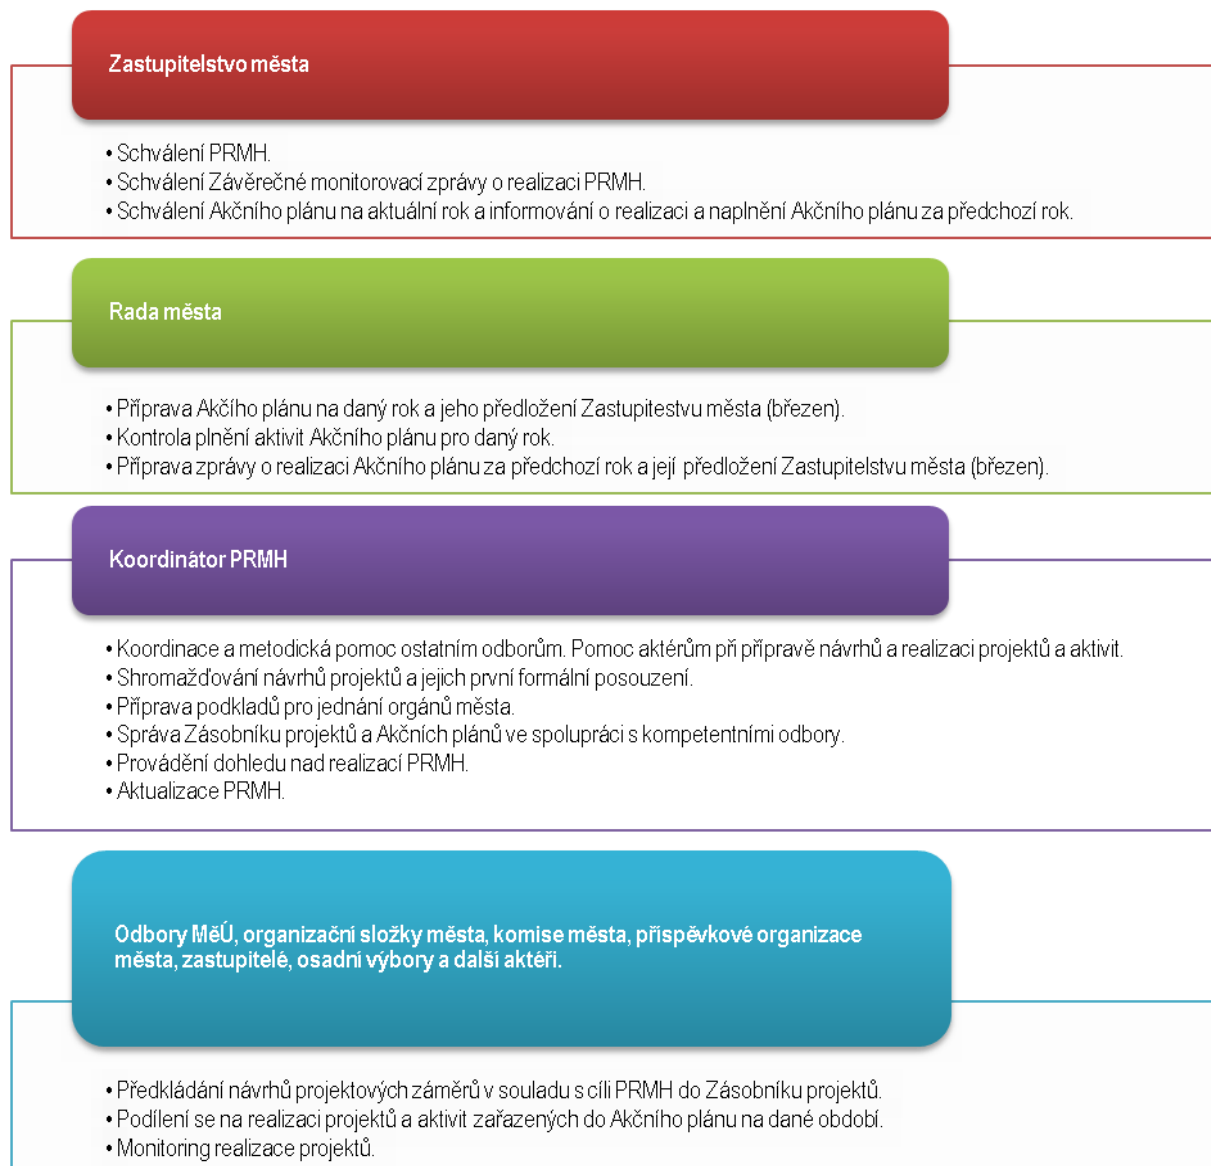 Zastupitelstvo města
• Schválení PRMH.
• Schválení Závěrečné monitorovací zprávy o realizaci PRMH.
• Schválení Akčního plánu na aktuální rok a informování o realizaci a naplnění Akčního plánu za předchozí rok.
Rada města
• Příprava Akčího plánu na daný rok a jeho předložení Zastupitestvu města (březen).
• Kontrola plnění aktivit Akčního plánu pro daný rok.
• Příprava zprávy o realizaci Akčního plánu za předchozí rok a její předložení Zastupitelstvu města (březen).
Koordinátor PRMH
• Koordinace a metodická pomoc ostatním odborům. Pomoc aktérům při přípravě návrhů a realizaci projektů a aktivit.
• Shromažďování návrhů projektů a jejich první formální posouzení.
• Příprava podkladů pro jednání orgánů města.
• Správa Zásobníku projektů a Akčních plánů ve spolupráci s kompetentními odbory.
• Provádění dohledu nad realizací PRMH.
• Aktualizace PRMH.
Odbory MěÚ, organizační složky města, komise města, příspěvkové organizace
města, zastupitelé, osadní výbory a další aktéři.
• Předkládání návrhů projektových záměrů v souladu s cíli PRMH do Zásobníku projektů.
• Podílení se na realizaci projektů a aktivit zařazených do Akčního plánu na dané období.
• Monitoring realizace projektů.